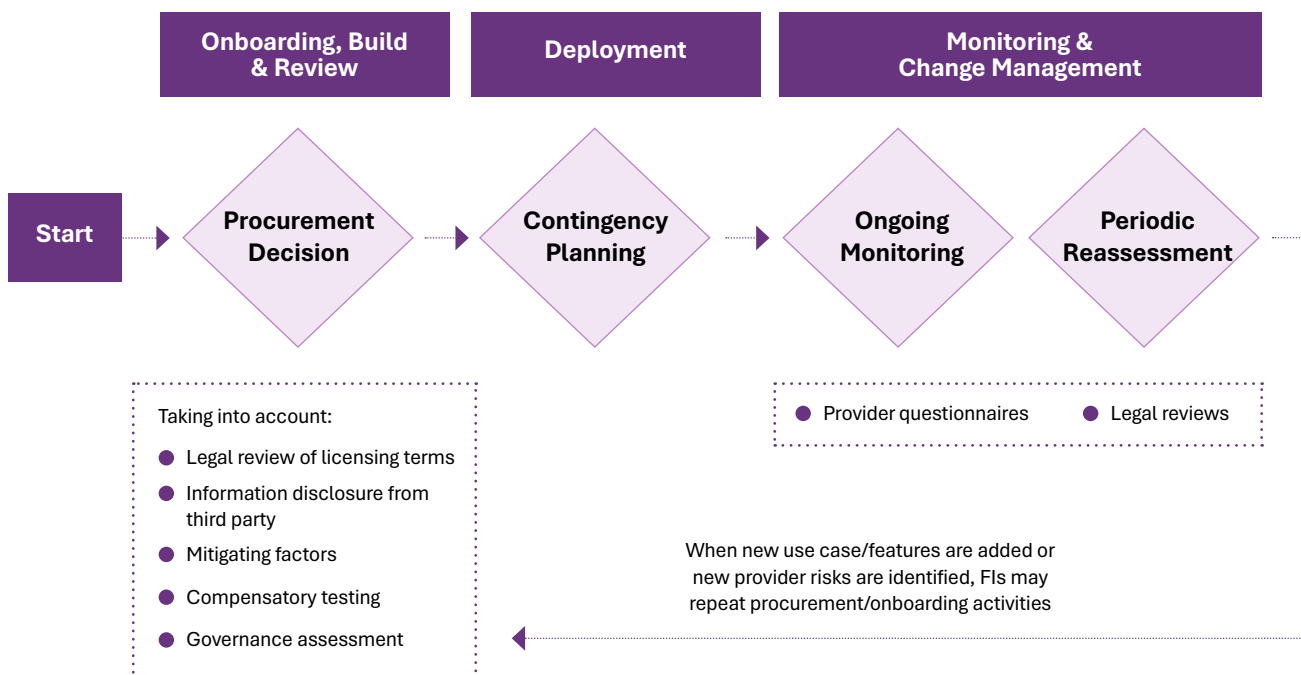 Onboarding, Build
& Review
Deployment
Monitoring &
Change Management
Start
Procurement
Decision
Contingency
Planning
Ongoing
Monitoring
Periodic
Reassessment
Taking into account:
Legal review of licensing terms
Information disclosure from
third party
Mitigating factors
Compensatory testing
Governance assessment
Provider questionnaires
Legal reviews
When new use case/features are added or
new provider risks are identified, FIs may
repeat procurement/onboarding activities